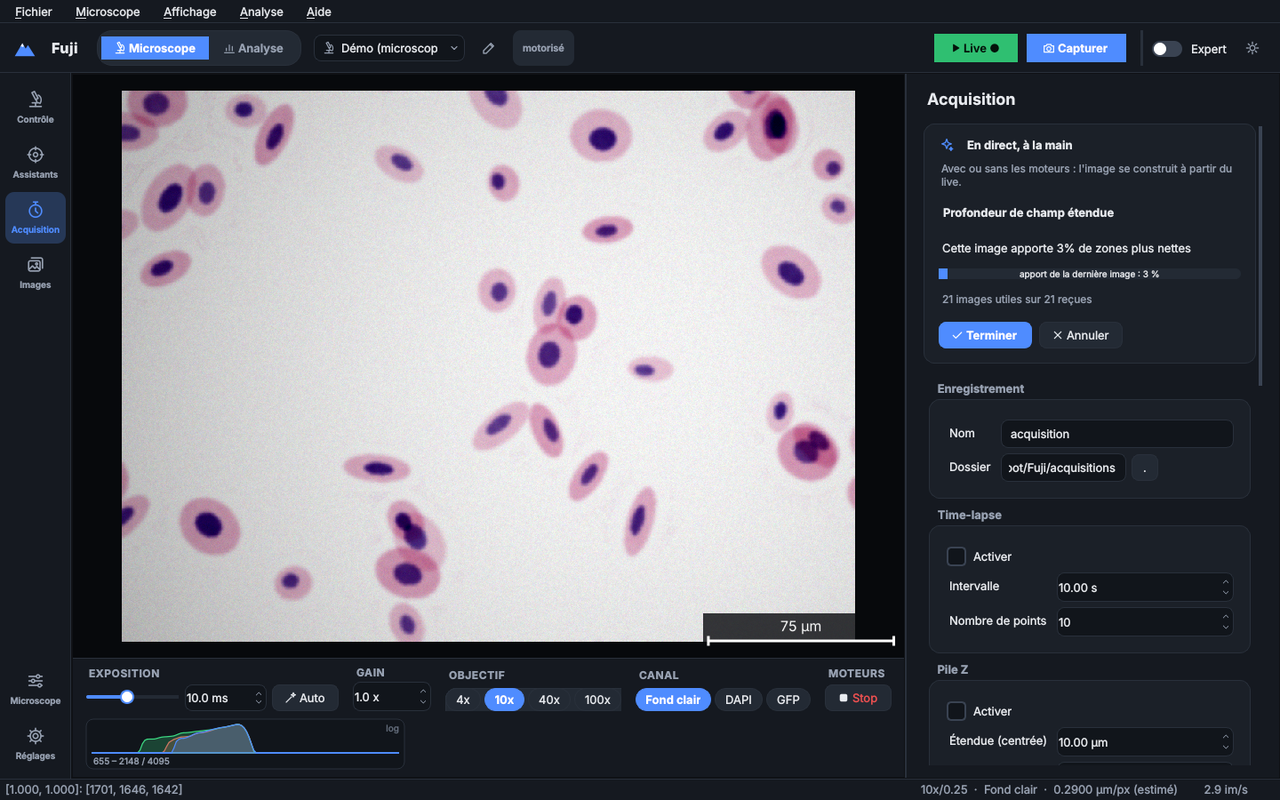 Fichier Microscope Affichage Analyse Aide
Fuji Microscope Analyse Démo (microscop motorisé Live Capturer Expert
Contrôle
Assistants
Acquisition
Images
Microscope
Réglages
75 µm
EXPOSITION GAIN OBJECTIF CANAL MOTEURS
10.0 ms Auto 1.0 x 4x 10x 40x 100x Fond clair DAPI GFP Stop
log
655 – 2148 / 4095
Acquisition
En direct, à la main
Avec ou sans les moteurs : l'image se construit à partir du
live.
Profondeur de champ étendue
Cette image apporte 3% de zones plus nettes
apport de la dernière image : 3 %
21 images utiles sur 21 reçues
Terminer Annuler
Enregistrement
Nom acquisition
Dossier oot/Fuji/acquisitions .
Time-lapse
Activer
Intervalle 10.00 s
Nombre de points 10
Pile Z
Activer
Étendue (centrée) 10.00 µm
[1.000, 1.000]: [1701, 1646, 1642] 10x/0.25 · Fond clair · 0.2900 µm/px (estimé) 2.9 im/s